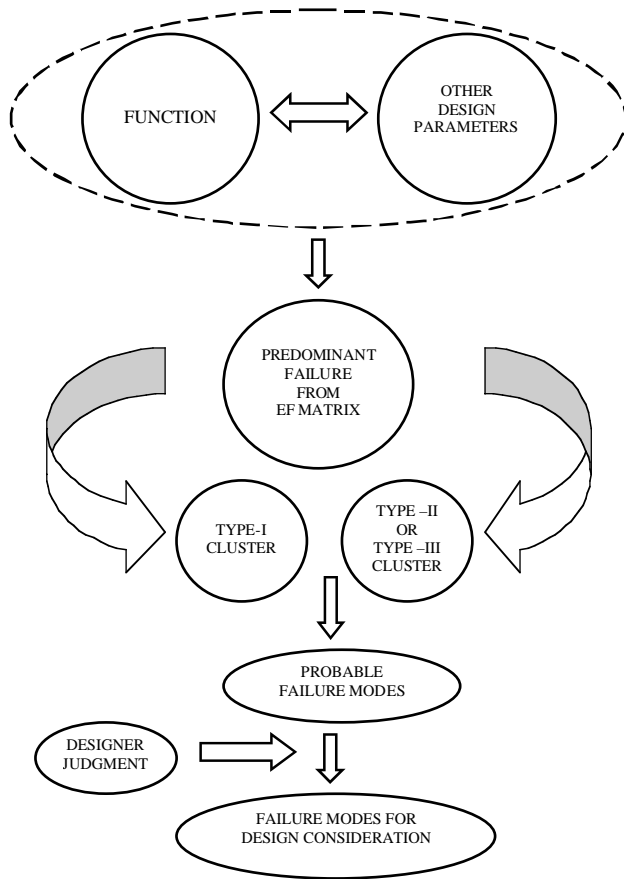 FUNCTION
OTHER
DESIGN
PARAMETERS
PREDOMINANT
FAILURE
FROM
EF MATRIX
TYPE-I
CLUSTER
TYPE –II
OR
TYPE –III
CLUSTER
PROBABLE
FAILURE MODES
DESIGNER
JUDGMENT
FAILURE MODES FOR
DESIGN CONSIDERATION